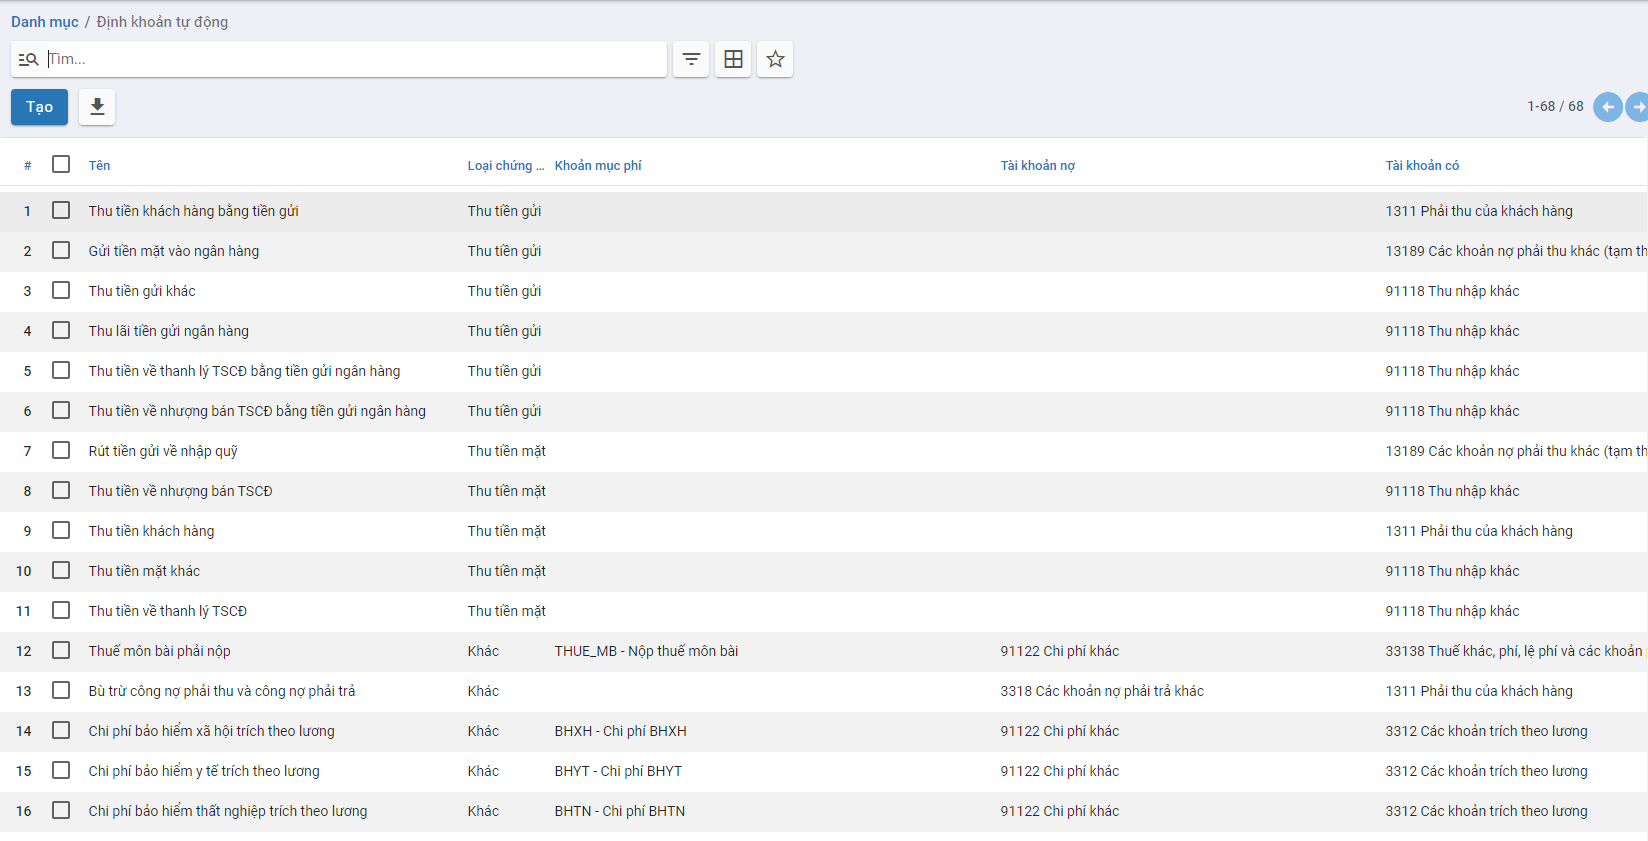 Danh mục / Định khoản tự động
Tìm...
Tạo
1-68 / 68
# Tên Loại chứng ... Khoản mục phí Tài khoản nợ Tài khoản có
1 Thu tiền khách hàng bằng tiền gửi Thu tiền gửi 1311 Phải thu của khách hàng
2 Gửi tiền mặt vào ngân hàng Thu tiền gửi 13189 Các khoản nợ phải thu khác (tạm th
3 Thu tiền gửi khác Thu tiền gửi 91118 Thu nhập khác
4 Thu lãi tiền gửi ngân hàng Thu tiền gửi 91118 Thu nhập khác
5 Thu tiền về thanh lý TSCĐ bằng tiền gửi ngân hàng Thu tiền gửi 91118 Thu nhập khác
6 Thu tiền về nhượng bán TSCĐ bằng tiền gửi ngân hàng Thu tiền gửi 91118 Thu nhập khác
7 Rút tiền gửi về nhập quỹ Thu tiền mặt 13189 Các khoản nợ phải thu khác (tạm th
8 Thu tiền về nhượng bán TSCĐ Thu tiền mặt 91118 Thu nhập khác
9 Thu tiền khách hàng Thu tiền mặt 1311 Phải thu của khách hàng
10 Thu tiền mặt khác Thu tiền mặt 91118 Thu nhập khác
11 Thu tiền về thanh lý TSCĐ Thu tiền mặt 91118 Thu nhập khác
12 Thuế môn bài phải nộp Khác THUE_MB - Nộp thuế môn bài 91122 Chi phí khác 33138 Thuế khác, phí, lệ phí và các khoản
13 Bù trừ công nợ phải thu và công nợ phải trả Khác 3318 Các khoản nợ phải trả khác 1311 Phải thu của khách hàng
14 Chi phí bảo hiểm xã hội trích theo lương Khác BHXH - Chi phí BHXH 91122 Chi phí khác 3312 Các khoản trích theo lương
15 Chi phí bảo hiểm y tế trích theo lương Khác BHYT - Chi phí BHYT 91122 Chi phí khác 3312 Các khoản trích theo lương
16 Chi phí bảo hiểm thất nghiệp trích theo lương Khác BHTN - Chi phí BHTN 91122 Chi phí khác 3312 Các khoản trích theo lương